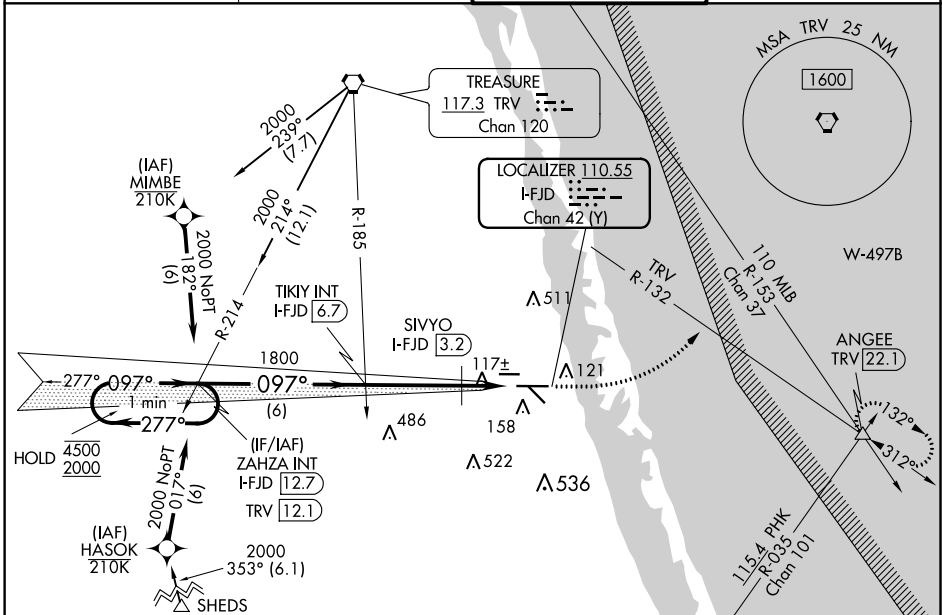 MSA TRV 25 NM
1600
TREASURE
117.3 TRV
Chan 120
2000
239°
(7.7)
LOCALIZER 110.55
I-FJD
Chan 42 (Y)
(IAF)
MIMBE
210K
2000
214°
(12.1)
R-185
2000 NoPT
182°
(6)
R-214
TIKIY INT
I-FJD 6.7
SIVYO
I-FJD 3.2
511
TRV
R-132
110 MLB
R-153
Chan 37
W-497B
ANGEE
TRV 22.1
1800
117±
121
277° 097°
097°
1 min
(6)
277°
486
158
132°
312°
HOLD 4500
2000
(IF/IAF)
ZAHZA INT
I-FJD 12.7
TRV 12.1
522
536
2000 NoPT
017°
(6)
(IAF)
HASOK
210K
2000
353° (6.1)
SHEDS
115.4 PHK
R-035
Chan 101